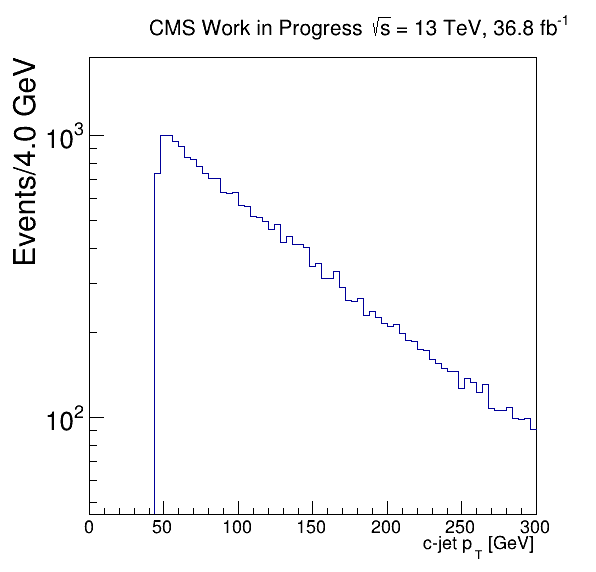 CMS Work in Progress √s = 13 TeV, 36.8 fb⁻¹
Events/4.0 GeV
10³
10²
0 50 100 150 200 250 300
c-jet p_T [GeV]